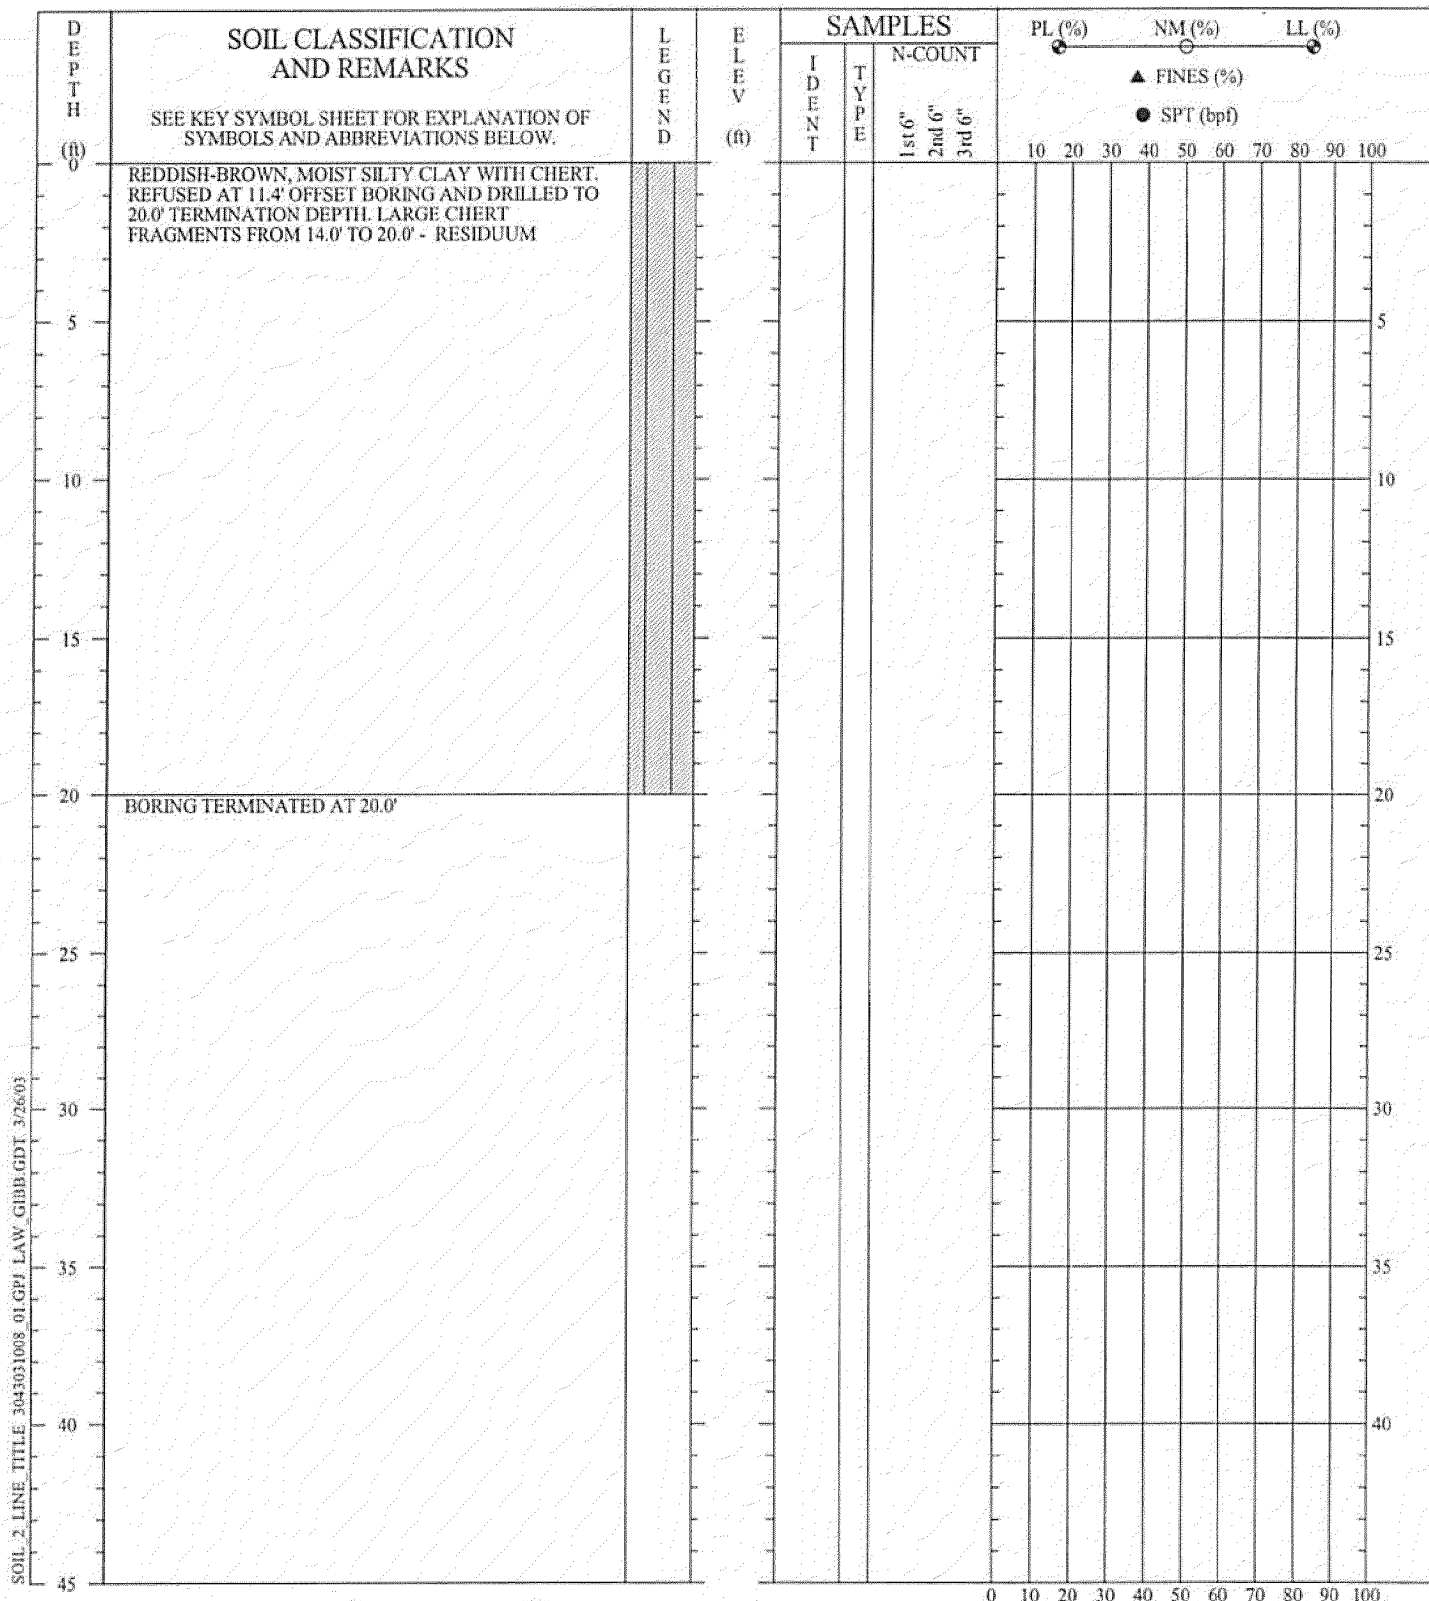 DEPTH
(ft)
SOIL CLASSIFICATION
AND REMARKS
SEE KEY SYMBOL SHEET FOR EXPLANATION OF
SYMBOLS AND ABBREVIATIONS BELOW.
LEGEND
ELEV
(ft)
SAMPLES
IDENT
TYPE
N-COUNT
1st 6"
2nd 6"
3rd 6"
PL (%) NM (%) LL (%)
▲ FINES (%)
● SPT (bpf)
10 20 30 40 50 60 70 80 90 100
0
REDDISH-BROWN, MOIST SILTY CLAY WITH CHERT.
REFUSED AT 11.4' OFFSET BORING AND DRILLED TO
20.0' TERMINATION DEPTH. LARGE CHERT
FRAGMENTS FROM 14.0' TO 20.0' - RESIDUUM
5 5
10 10
15 15
20 20
BORING TERMINATED AT 20.0'
25 25
30 30
35 35
40 40
45
0 10 20 30 40 50 60 70 80 90 100
SOIL_2_LINE_TITLE 3043031008_01.GPJ LAW_GIBB.GDT 3/26/03